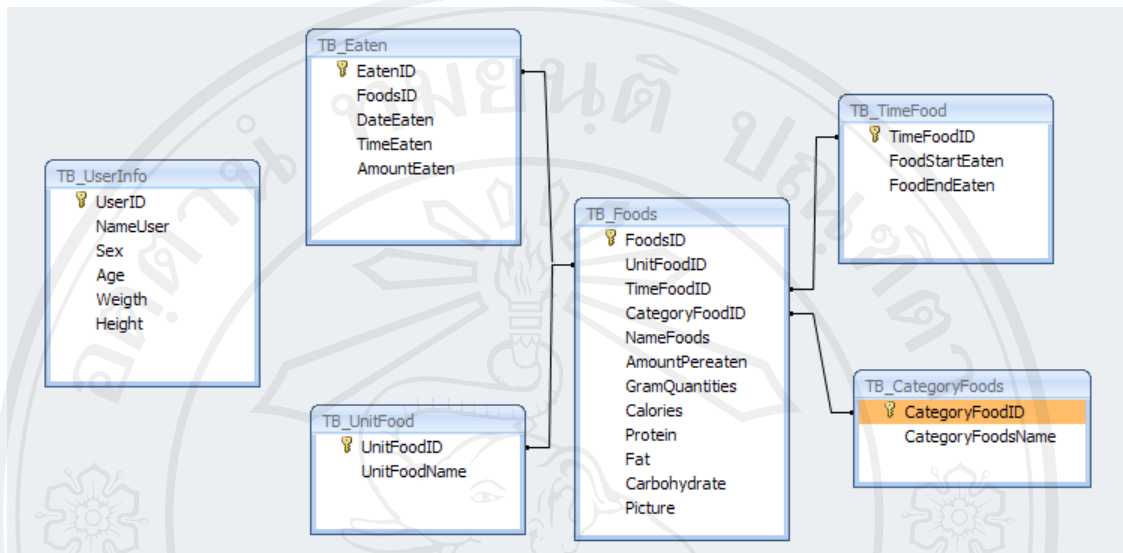 TB_Eaten
EatenID
FoodsID
DateEaten
TimeEaten
AmountEaten
TB_TimeFood
TimeFoodID
FoodStartEaten
FoodEndEaten
TB_UserInfo
UserID
NameUser
Sex
Age
Weigth
Height
TB_Foods
FoodsID
UnitFoodID
TimeFoodID
CategoryFoodID
NameFoods
AmountPereaten
GramQuantities
Calories
Protein
Fat
Carbohydrate
Picture
TB_CategoryFoods
CategoryFoodID
CategoryFoodsName
TB_UnitFood
UnitFoodID
UnitFoodName